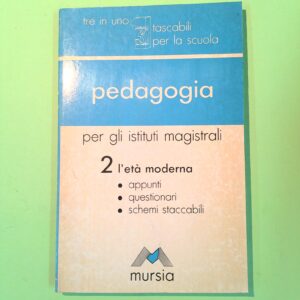 tre in uno tascabili
per la scuola
pedagogia
per gli istituti magistrali
2 l'età moderna
• appunti
• questionari
• schemi staccabili
mursia